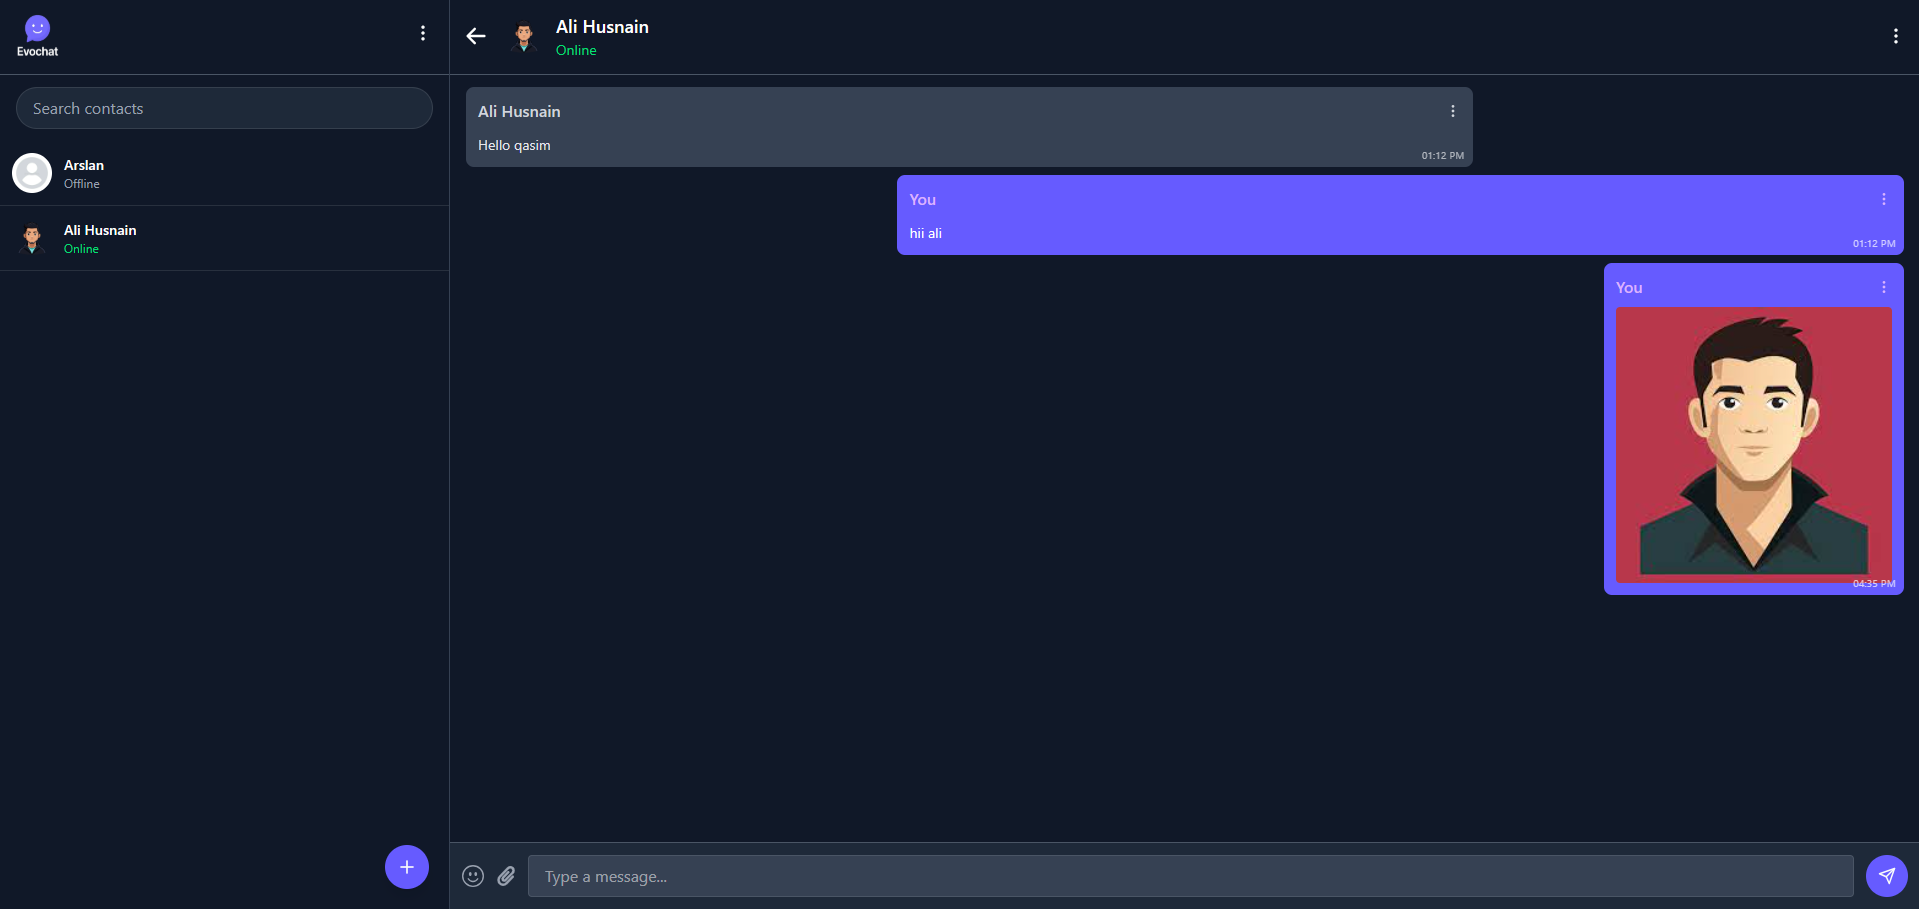 Evochat
Search contacts
Arslan
Offline
Ali Husnain
Online
Ali Husnain
Online
Ali Husnain
Hello qasim
01:12 PM
You
hii ali
01:12 PM
You
04:35 PM
Type a message...